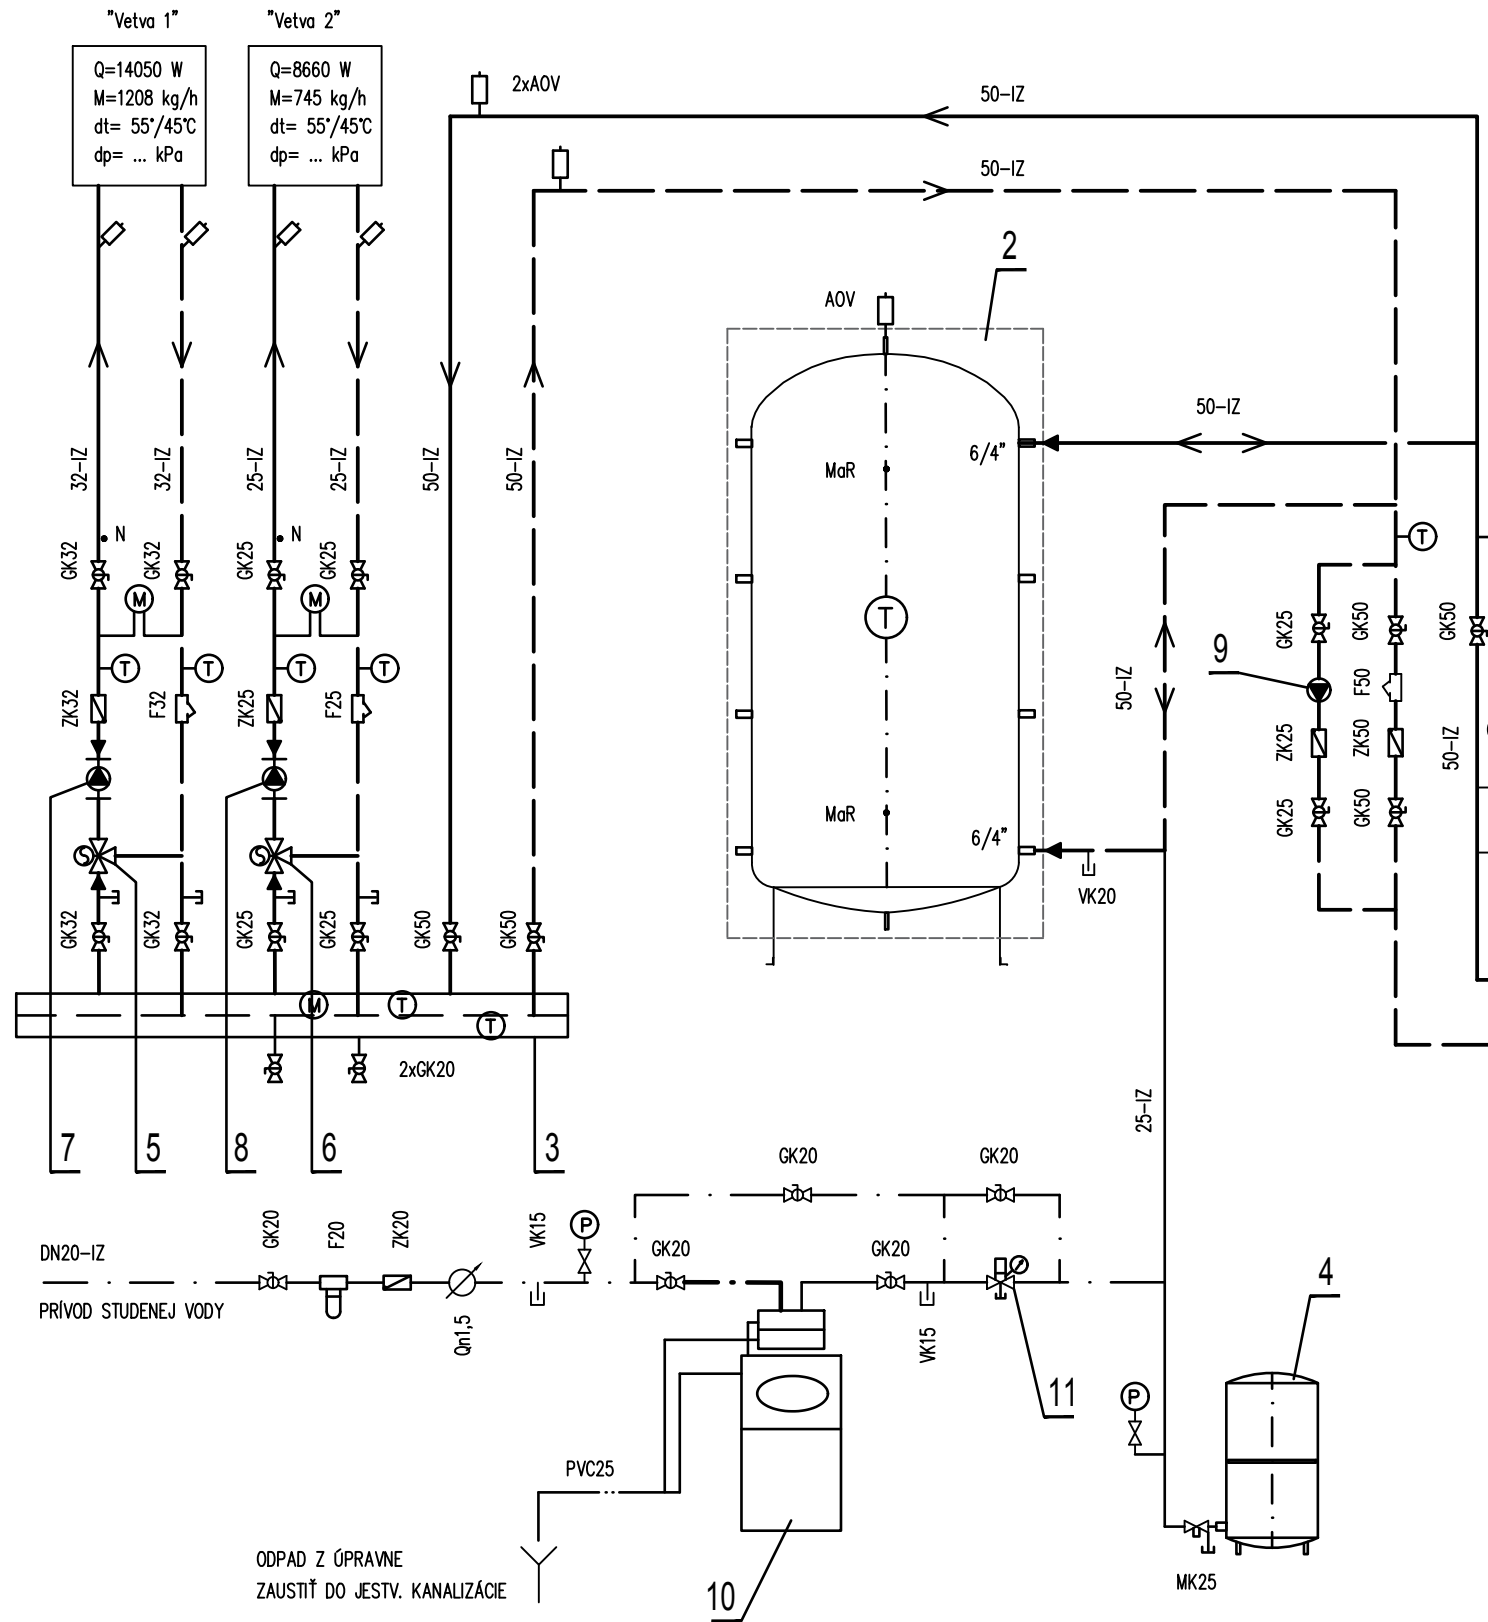 "Vetva 1"
"Vetva 2"
Q=14050 W
M=1208 kg/h
dt= 55°/45°C
dp= ... kPa
Q=8660 W
M=745 kg/h
dt= 55°/45°C
dp= ... kPa
2xAOV
50-IZ
50-IZ
2
AOV
50-IZ
6/4"
MaR
32-IZ
32-IZ
25-IZ
25-IZ
50-IZ
50-IZ
N
N
T
GK32
GK32
GK25
GK25
M
M
T
GK25
GK50
GK50
9
T
T
T
T
50-IZ
F50
ZK32
F32
ZK25
F25
ZK25
ZK50
50-IZ
MaR
6/4"
GK25
GK50
S
S
VK20
GK32
GK32
GK25
GK25
GK50
GK50
M
T
T
2xGK20
25-IZ
7
5
8
6
3
GK20
GK20
DN20-IZ
GK20
F20
ZK20
VK15
P
GK20
GK20
PRÍVOD STUDENEJ VODY
Qn1,5
VK15
4
11
P
PVC25
ODPAD Z ÚPRAVNE
ZAUSTIŤ DO JESTV. KANALIZÁCIE
10
MK25